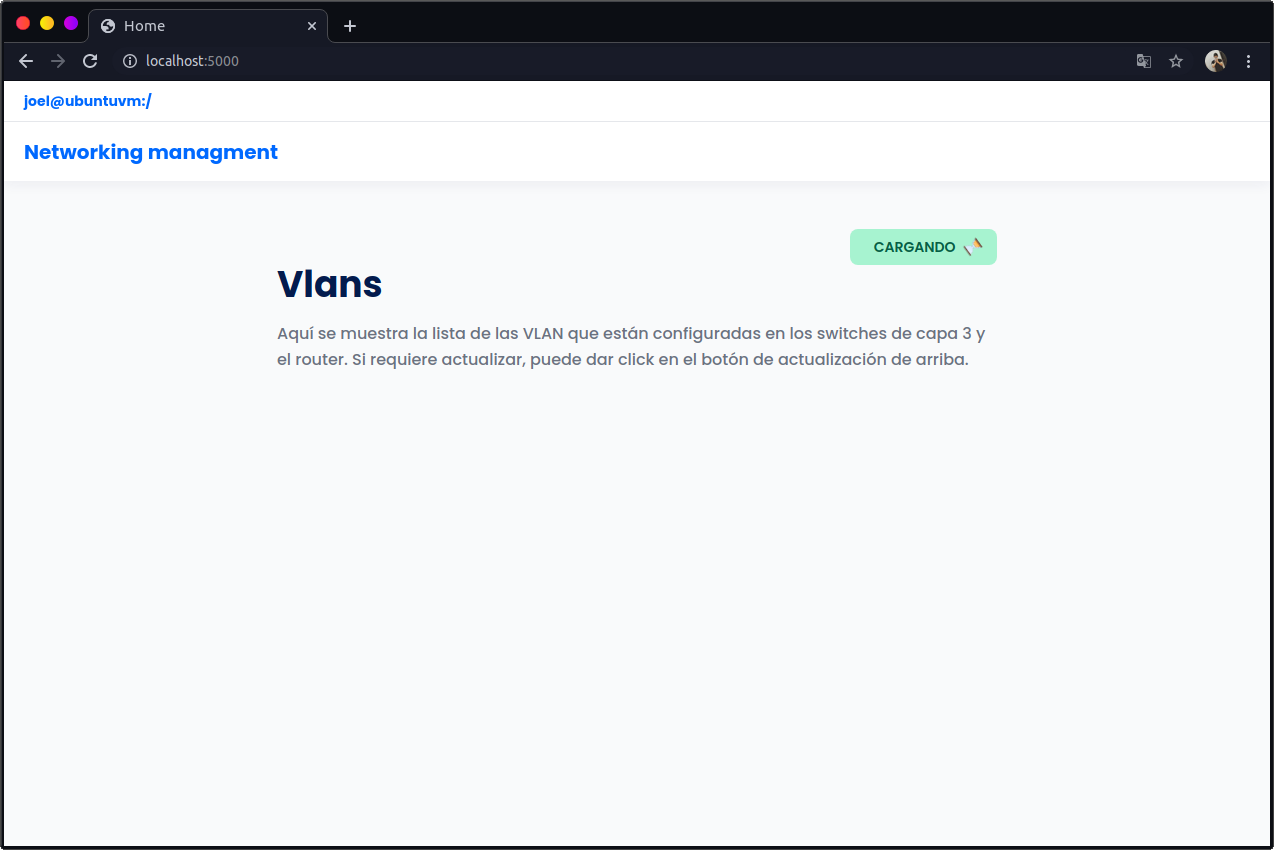 Home
localhost:5000
joel@ubuntuvm:/
Networking managment
CARGANDO
Vlans
Aquí se muestra la lista de las VLAN que están configuradas en los switches de capa 3 y
el router. Si requiere actualizar, puede dar click en el botón de actualización de arriba.